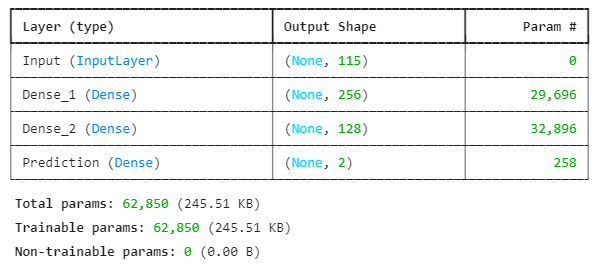 Layer (type) Output Shape Param #
Input (InputLayer) (None, 115) 0
Dense_1 (Dense) (None, 256) 29,696
Dense_2 (Dense) (None, 128) 32,896
Prediction (Dense) (None, 2) 258
Total params: 62,850 (245.51 KB)
Trainable params: 62,850 (245.51 KB)
Non-trainable params: 0 (0.00 B)